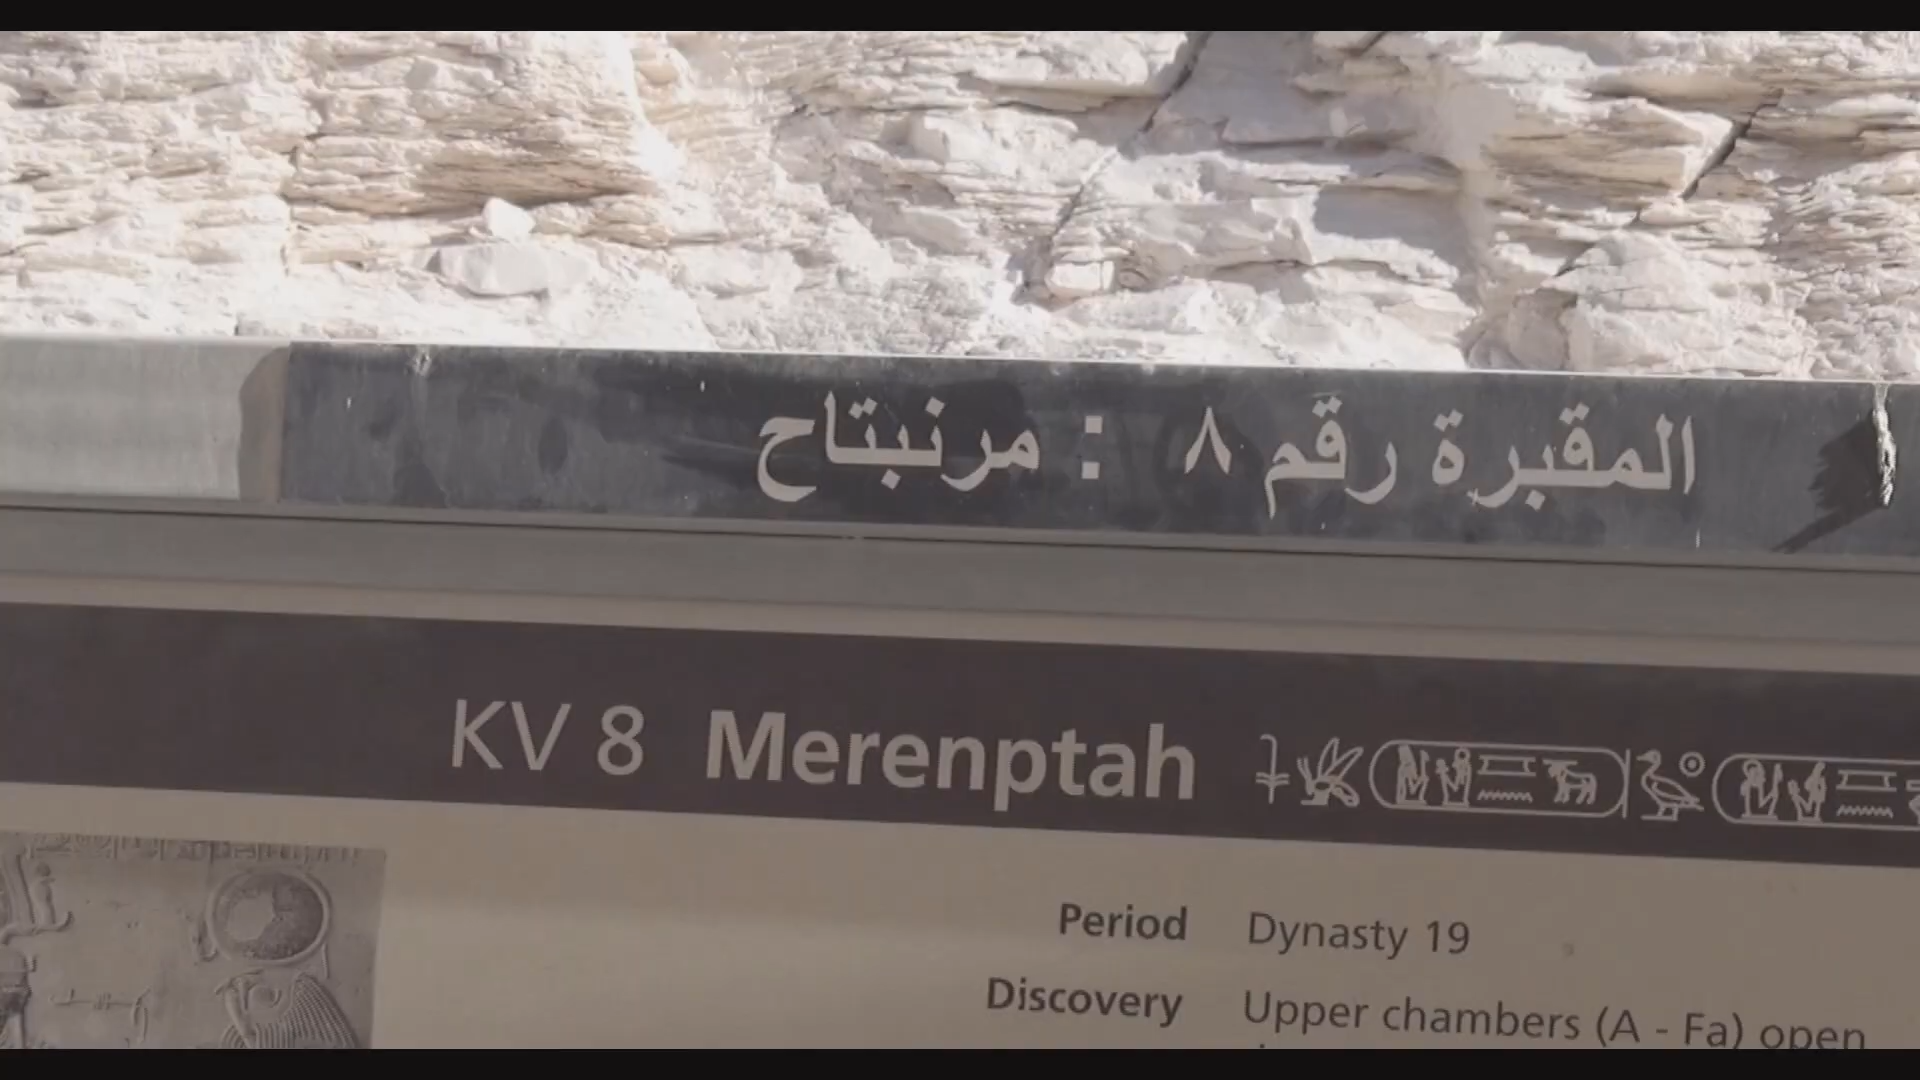 المقبرة رقم ٨ : مرنبتاح
KV 8 Merenptah
Period Dynasty 19
Discovery Upper chambers (A - Fa) open